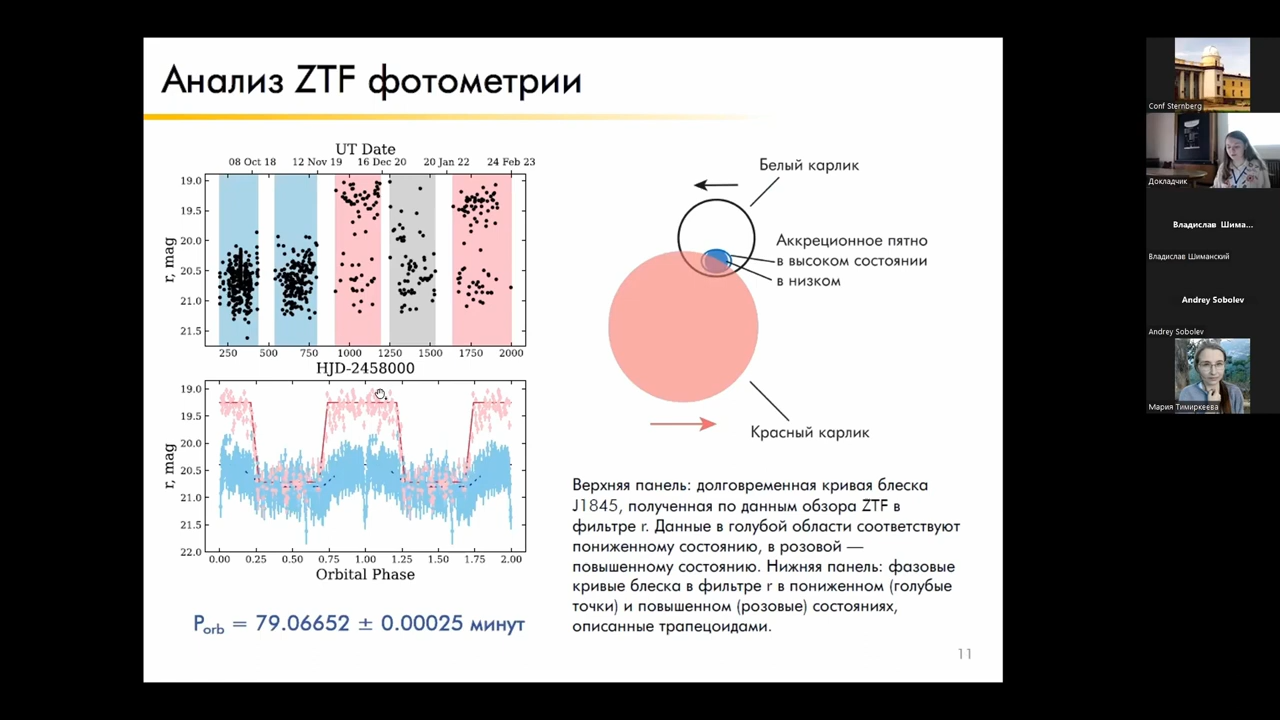 Анализ ZTF фотометрии
UT Date
08 Oct 18 12 Nov 19 16 Dec 20 20 Jan 22 24 Feb 23
r, mag
19.0
19.5
20.0
20.5
21.0
21.5
250 500 750 1000 1250 1500 1750 2000
HJD-2458000
r, mag
19.0
19.5
20.0
20.5
21.0
21.5
22.0
0.00 0.25 0.50 0.75 1.00 1.25 1.50 1.75 2.00
Orbital Phase
Porb = 79.06652 ± 0.00025 минут
Белый карлик
Аккреционное пятно
в высоком состоянии
в низком
Красный карлик
Верхняя панель: долговременная кривая блеска
J1845, полученная по данным обзора ZTF в
фильтре r. Данные в голубой области соответствуют
пониженному состоянию, в розовой —
повышенному состоянию. Нижняя панель: фазовые
кривые блеска в фильтре r в пониженном (голубые
точки) и повышенном (розовые) состояниях,
описанные трапецоидами.
11
Conf Sternberg
Докладчик
Владислав Шима...
Владислав Шиманский
Andrey Sobolev
Andrey Sobolev
Мария Тимиркеева